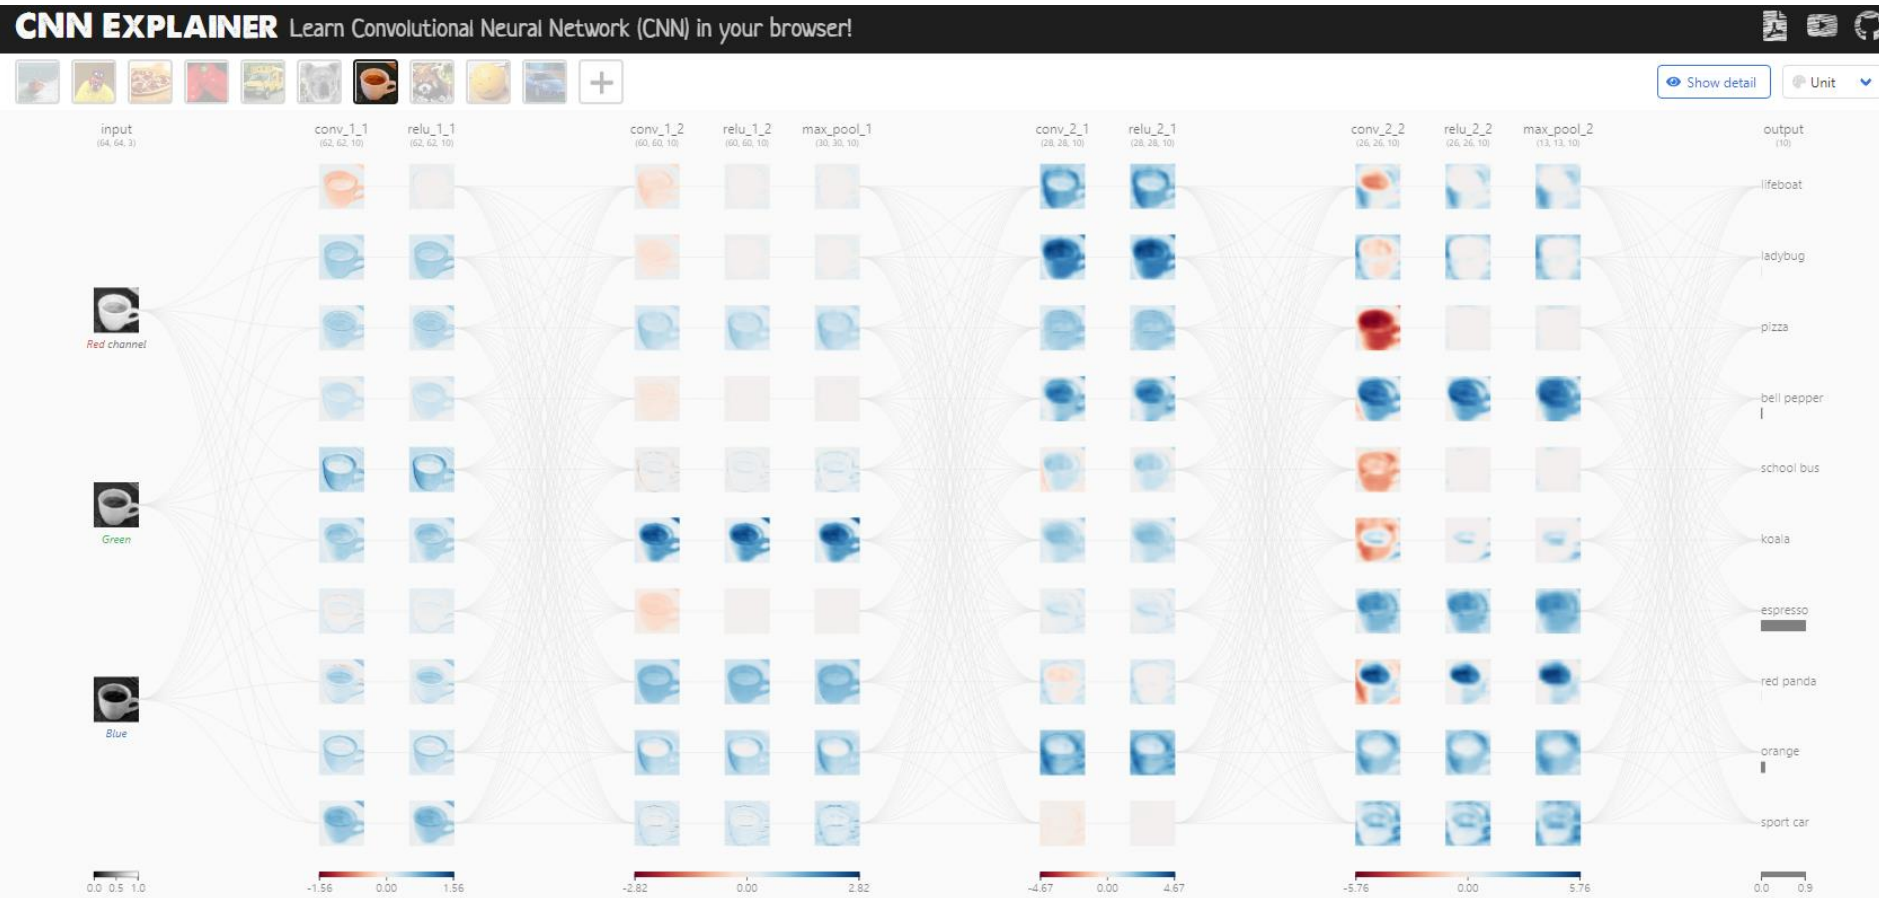 CNN EXPLAINER Learn Convolutional Neural Network (CNN) in your browser!
Show detail
Unit
input conv_1_1 relu_1_1 conv_1_2 relu_1_2 max_pool_1 conv_2_1 relu_2_1 conv_2_2 relu_2_2 max_pool_2 output
(64, 64, 3) (62, 62, 10) (62, 62, 10) (60, 60, 10) (60, 60, 10) (30, 30, 10) (28, 28, 10) (28, 28, 10) (26, 26, 10) (26, 26, 10) (13, 13, 10) (10)
lifeboat
ladybug
pizza
Red channel
bell pepper
school bus
Green
koala
espresso
red panda
Blue
orange
sport car
0.0 0.5 1.0 -1.56 0.00 1.56 -2.82 0.00 2.82 -4.67 0.00 4.67 -5.76 0.00 5.76 0.0 0.9